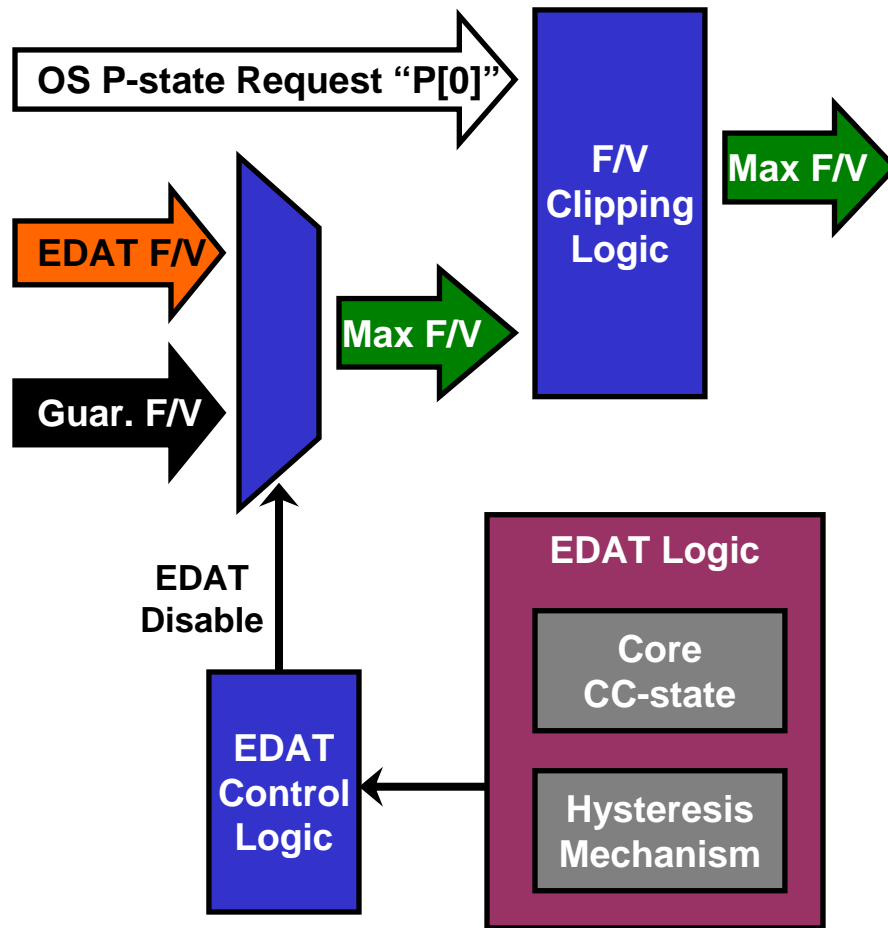 OS P-state Request “P[0]”
F/V
Clipping
Logic
Max F/V
EDAT F/V
Max F/V
Guar. F/V
EDAT
Disable
EDAT Logic
Core
CC-state
EDAT
Control
Logic
Hysteresis
Mechanism